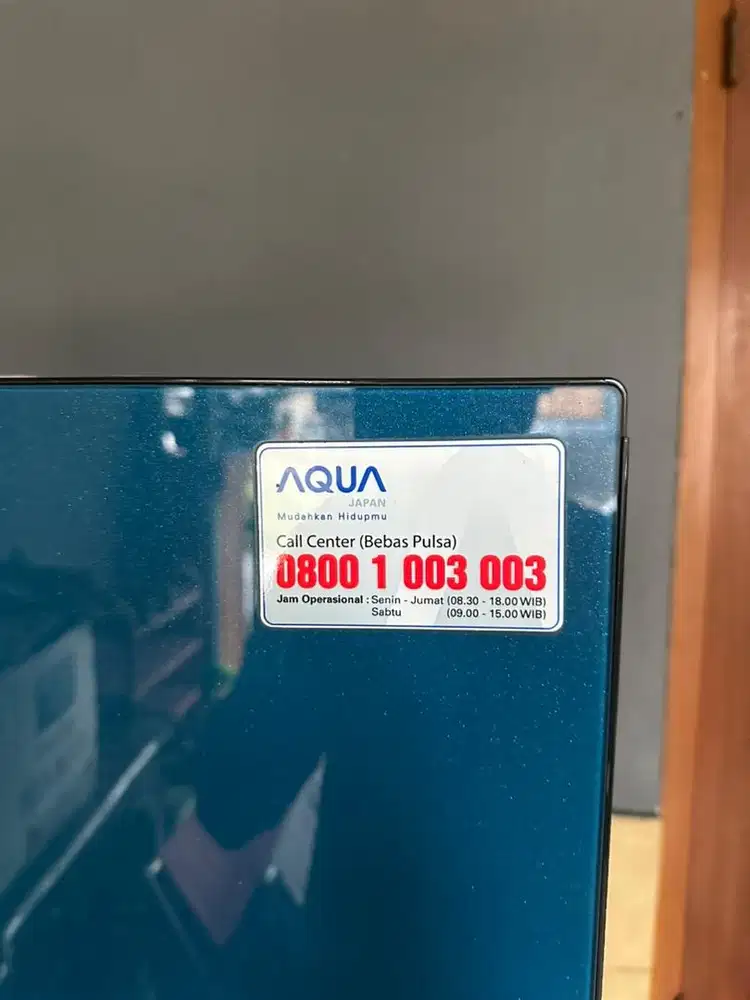 AQUA
JAPAN
Mudahkan Hidupmu
Call Center (Bebas Pulsa)
0800 1 003 003
Jam Operasional : Senin - Jumat (08.30 - 18.00 WIB)
Sabtu (09.00 - 15.00 WIB)